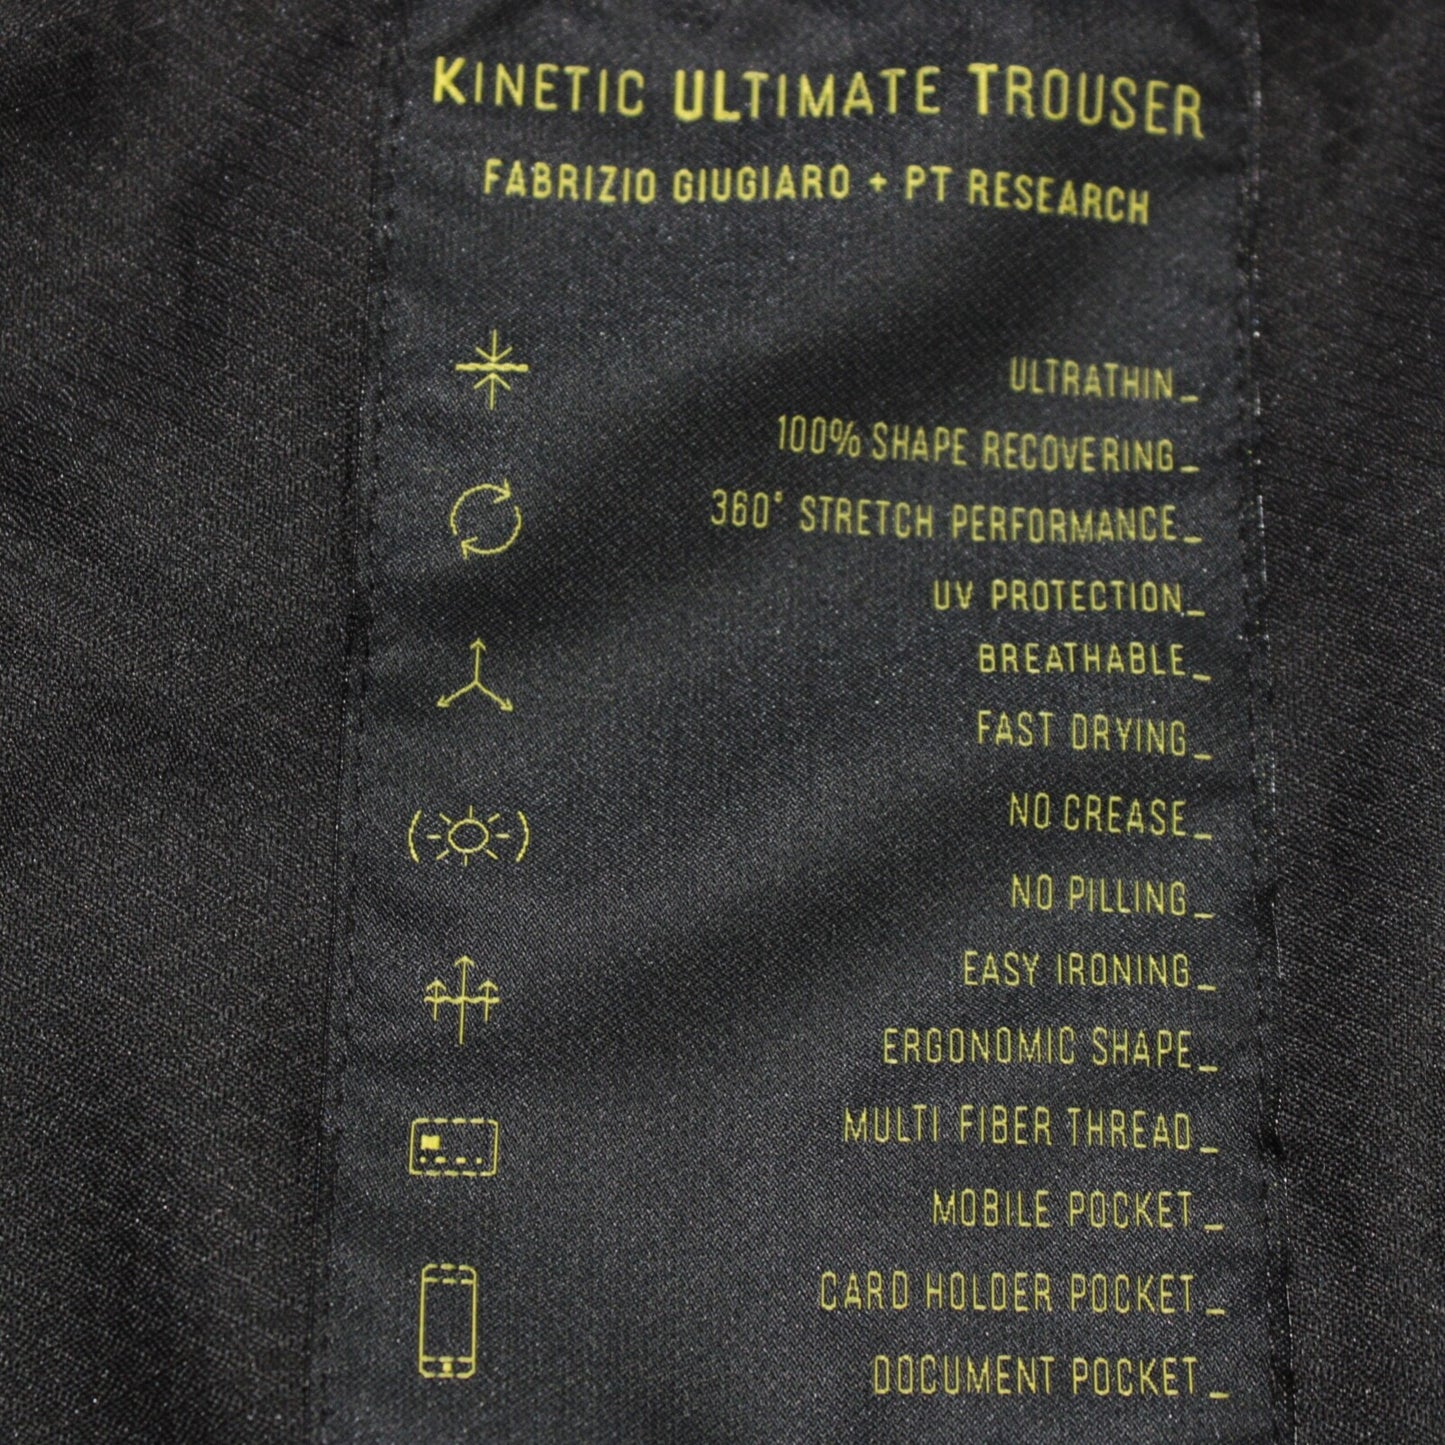 KINETIC ULTIMATE TROUSER
FABRIZIO GIUGIARO + PT RESEARCH
ULTRATHIN_
100% SHAPE RECOVERING_
360° STRETCH PERFORMANCE_
UV PROTECTION_
BREATHABLE_
FAST DRYING_
NO CREASE_
NO PILLING_
EASY IRONING_
ERGONOMIC SHAPE_
MULTI FIBER THREAD_
MOBILE POCKET_
CARD HOLDER POCKET_
DOCUMENT POCKET_